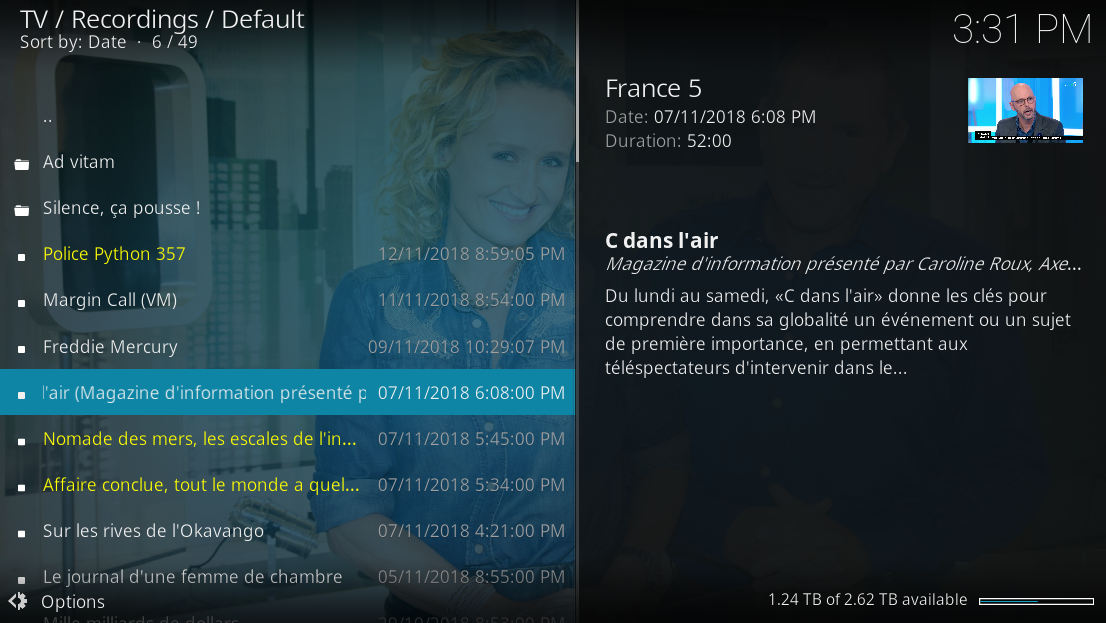 TV / Recordings / Default
Sort by: Date · 6 / 49
3:31 PM
..
Ad vitam
Silence, ça pousse !
Police Python 357 12/11/2018 8:59:05 PM
Margin Call (VM) 11/11/2018 8:54:00 PM
Freddie Mercury 09/11/2018 10:29:07 PM
l'air (Magazine d'information présenté p 07/11/2018 6:08:00 PM
Nomade des mers, les escales de l'in... 07/11/2018 5:45:00 PM
Affaire conclue, tout le monde a quel... 07/11/2018 5:34:00 PM
Sur les rives de l'Okavango 07/11/2018 4:21:00 PM
Le journal d'une femme de chambre 05/11/2018 8:55:00 PM
Mille milliards de dollars 29/10/2018 8:53:00 PM
Options
France 5
Date: 07/11/2018 6:08 PM
Duration: 52:00
C dans l'air
Magazine d'information présenté par Caroline Roux, Axe...
Du lundi au samedi, «C dans l'air» donne les clés pour
comprendre dans sa globalité un événement ou un sujet
de première importance, en permettant aux
téléspectateurs d'intervenir dans le...
1.24 TB of 2.62 TB available